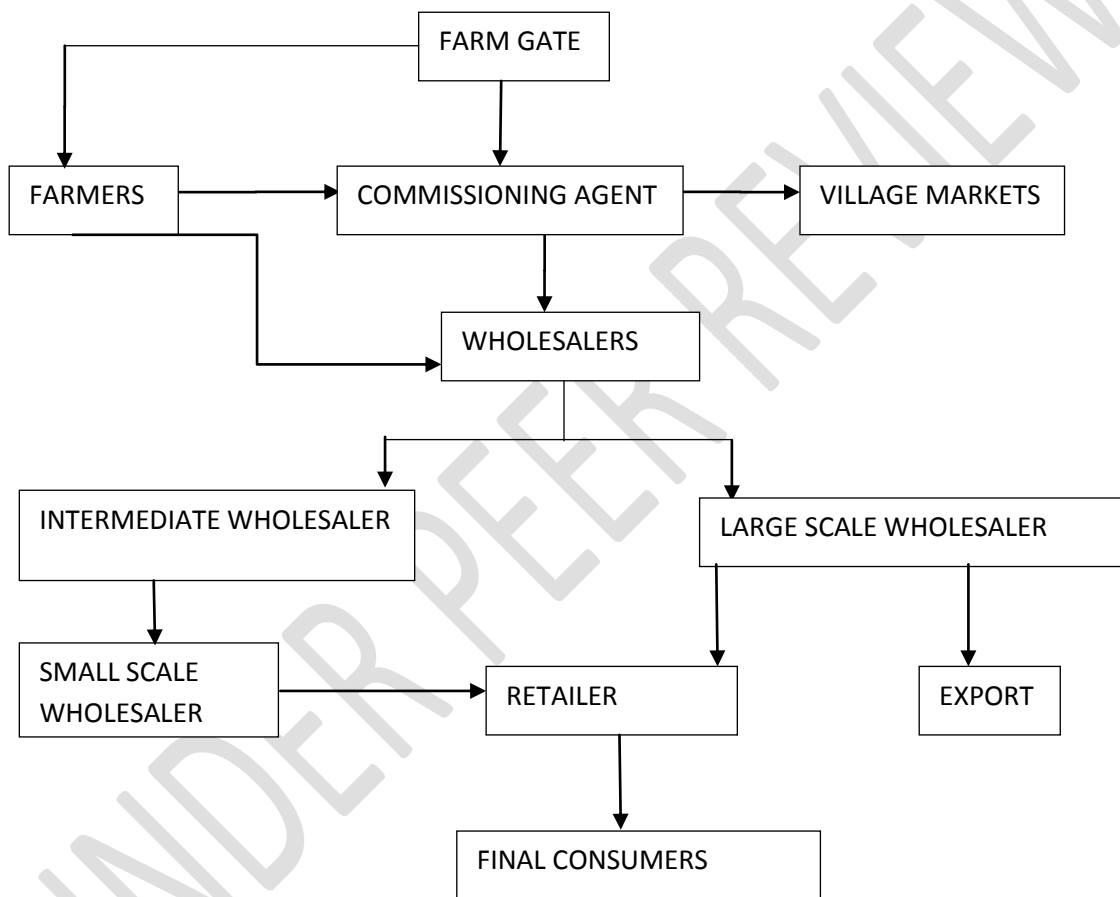 FARM GATE
FARMERS
COMMISSIONING AGENT
VILLAGE MARKETS
WHOLESALERS
INTERMEDIATE WHOLESALER
LARGE SCALE WHOLESALER
SMALL SCALE
WHOLESALER
RETAILER
EXPORT
FINAL CONSUMERS
UNDER PEER REVIEW